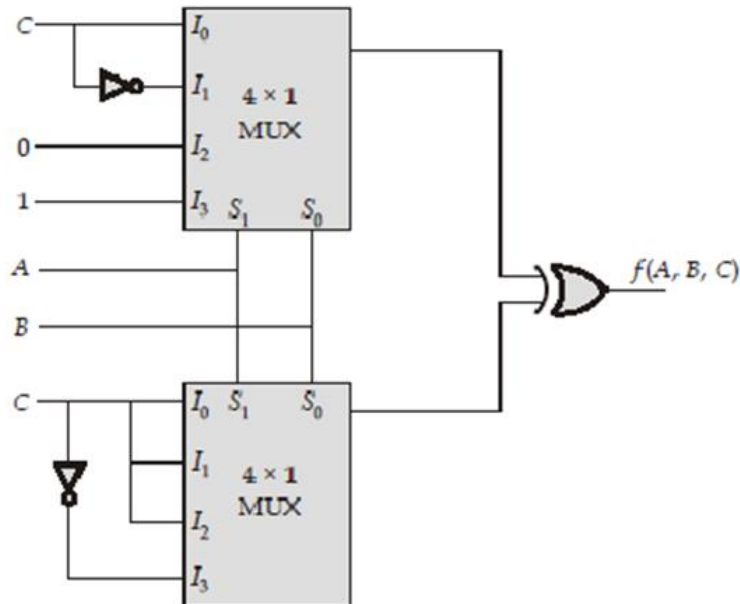 C
I₀
I₁
4 × 1
MUX
0
I₂
1
I₃
S₁
S₀
A
B
f(A, B, C)
C
I₀
S₁
S₀
I₁
4 × 1
MUX
I₂
I₃